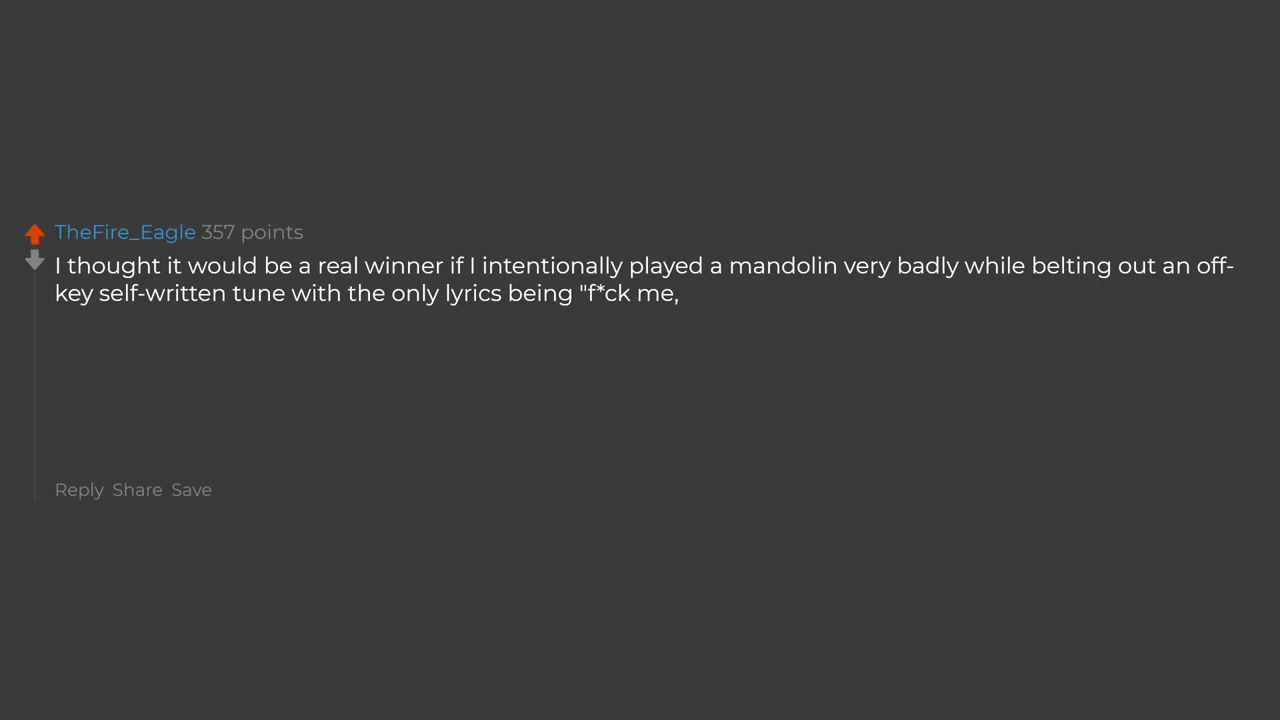 TheFire_Eagle 357 points
I thought it would be a real winner if I intentionally played a mandolin very badly while belting out an off-
key self-written tune with the only lyrics being "f*ck me,
Reply Share Save